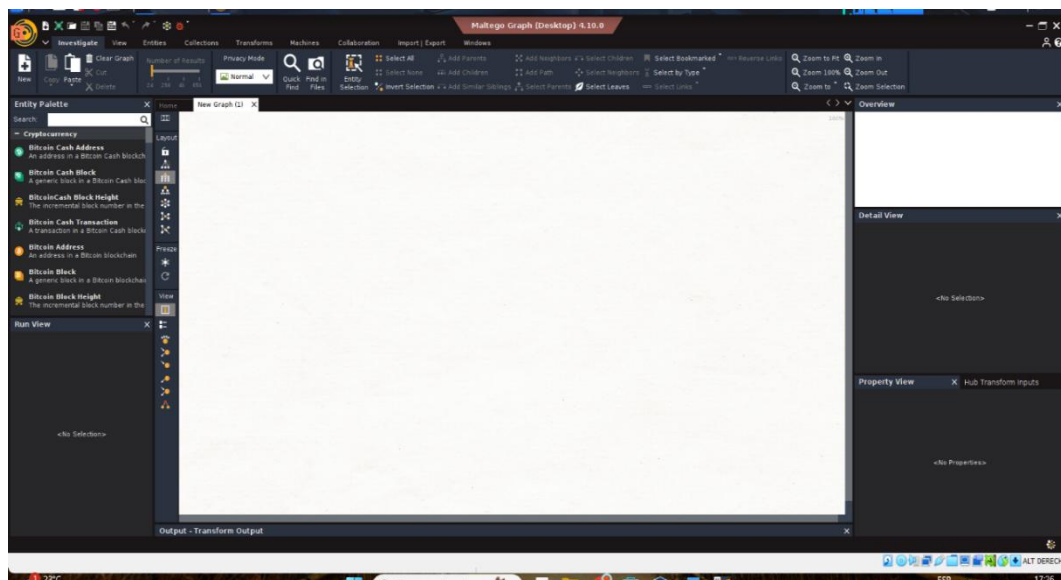 Maltego Graph (Desktop) 4.10.0
Investigate View Entities Collections Transforms Machines Collaboration Import | Export Windows
New
Copy Paste
Clear Graph
Cut
Delete
Number of Results
Privacy Mode
Normal
Quick Find
Find in Files
Entity Selection
Select All
Select None
Invert Selection
Add Parents
Add Children
Add Similar Siblings
Add Neighbors
Add Path
Select Parents
Select Children
Select Neighbors
Select Leaves
Select Bookmarked
Select by Type
Select Links
Reverse Links
Zoom to Fit
Zoom 100%
Zoom to
Zoom In
Zoom Out
Zoom Selection
Entity Palette
Home
New Graph (1)
Overview
Search:
100%
Cryptocurrency
Layout
Bitcoin Cash Address
An address in a Bitcoin Cash blockch
Bitcoin Cash Block
A generic block in a Bitcoin Cash bloc
BitcoinCash Block Height
The incremental block number in the
Bitcoin Cash Transaction
A transaction in a Bitcoin Cash block
Detail View
Bitcoin Address
An address in a Bitcoin blockchain
Freeze
Bitcoin Block
A generic block in a Bitcoin blockchai
Bitcoin Block Height
The incremental block number in the
View
<No Selection>
Run View
Property View
Hub Transform inputs
<No Selection>
<No Properties>
Output - Transform Output
ALT DERECH
23°C
ESP
17:26